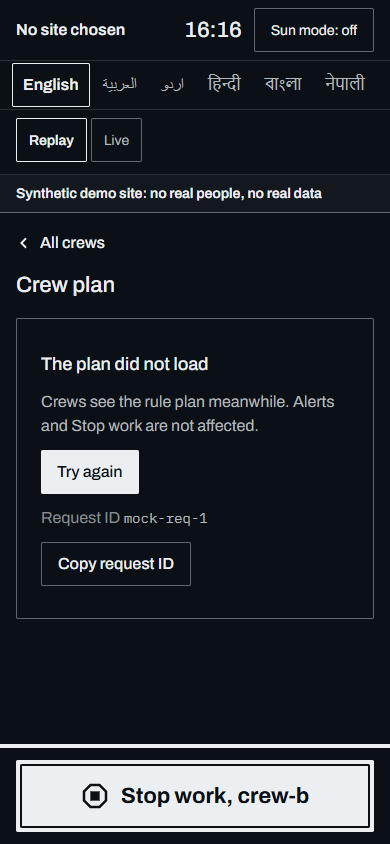 No site chosen
16:16
Sun mode: off
English
العربية
اردو
हिन्दी
বাংলা
नेपाली
Replay
Live
Synthetic demo site: no real people, no real data
All crews
Crew plan
The plan did not load
Crews see the rule plan meanwhile. Alerts
and Stop work are not affected.
Try again
Request ID mock-req-1
Copy request ID
Stop work, crew-b